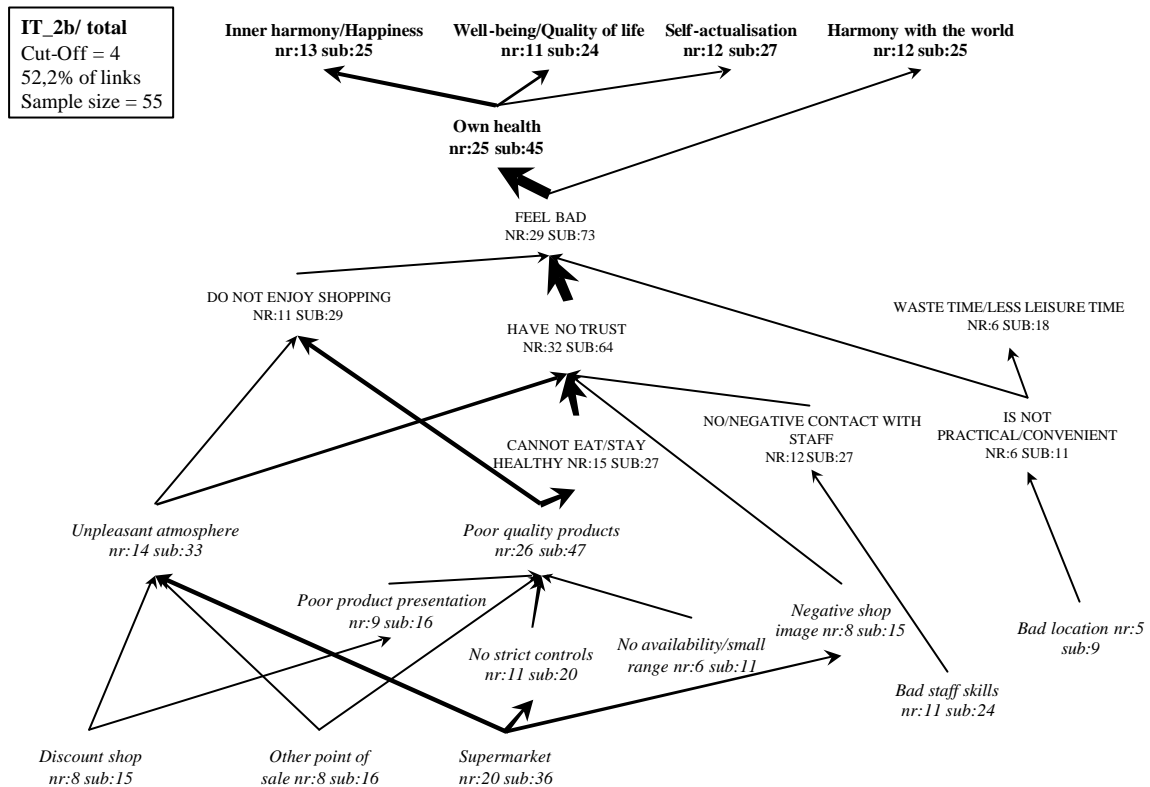 IT_2b/ total
Cut-Off = 4
52,2% of links
Sample size = 55
Inner harmony/Happiness
nr:13 sub:25
Well-being/Quality of life
nr:11 sub:24
Self-actualisation
nr:12 sub:27
Harmony with the world
nr:12 sub:25
Own health
nr:25 sub:45
FEEL BAD
NR:29 SUB:73
DO NOT ENJOY SHOPPING
NR:11 SUB:29
HAVE NO TRUST
NR:32 SUB:64
WASTE TIME/LESS LEISURE TIME
NR:6 SUB:18
CANNOT EAT/STAY
HEALTHY NR:15 SUB:27
NO/NEGATIVE CONTACT WITH
STAFF
NR:12 SUB:27
IS NOT
PRACTICAL/CONVENIENT
NR:6 SUB:11
Unpleasant atmosphere
nr:14 sub:33
Poor quality products
nr:26 sub:47
Poor product presentation
nr:9 sub:16
No strict controls
nr:11 sub:20
No availability/small
range nr:6 sub:11
Negative shop
image nr:8 sub:15
Bad location nr:5
sub:9
Bad staff skills
nr:11 sub:24
Discount shop
nr:8 sub:15
Other point of
sale nr:8 sub:16
Supermarket
nr:20 sub:36